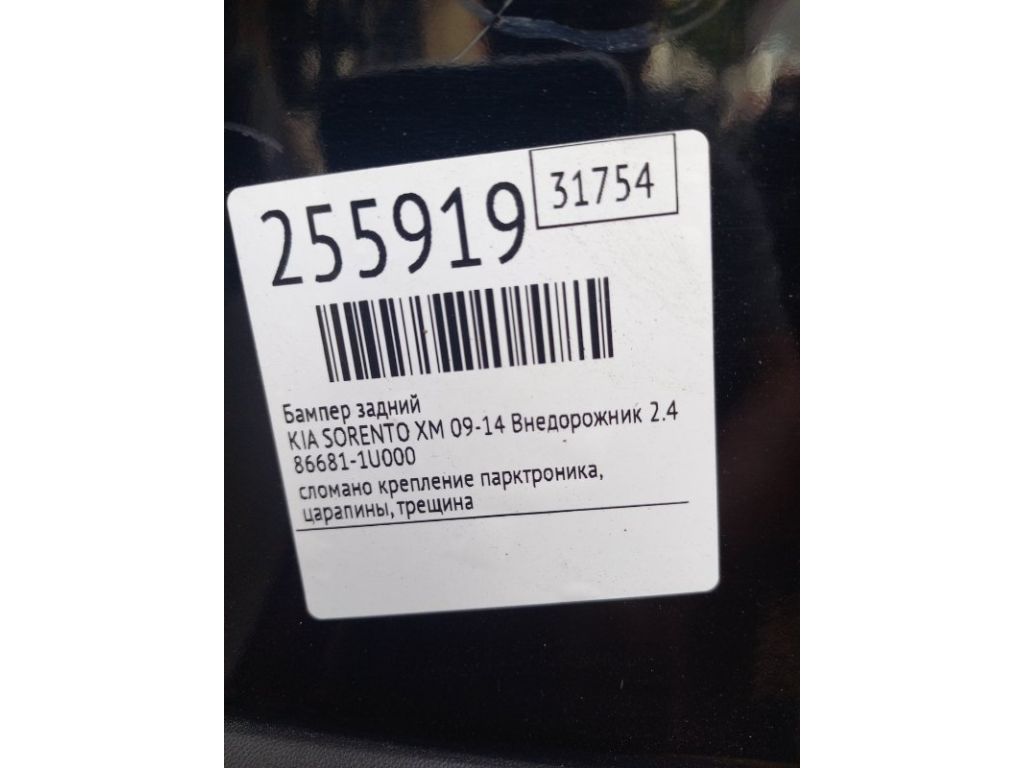 255919
31754
Бампер задний
KIA SORENTO XM 09-14 Внедорожник 2.4
86681-1U000
сломано крепление парктроника,
царапины,трещина